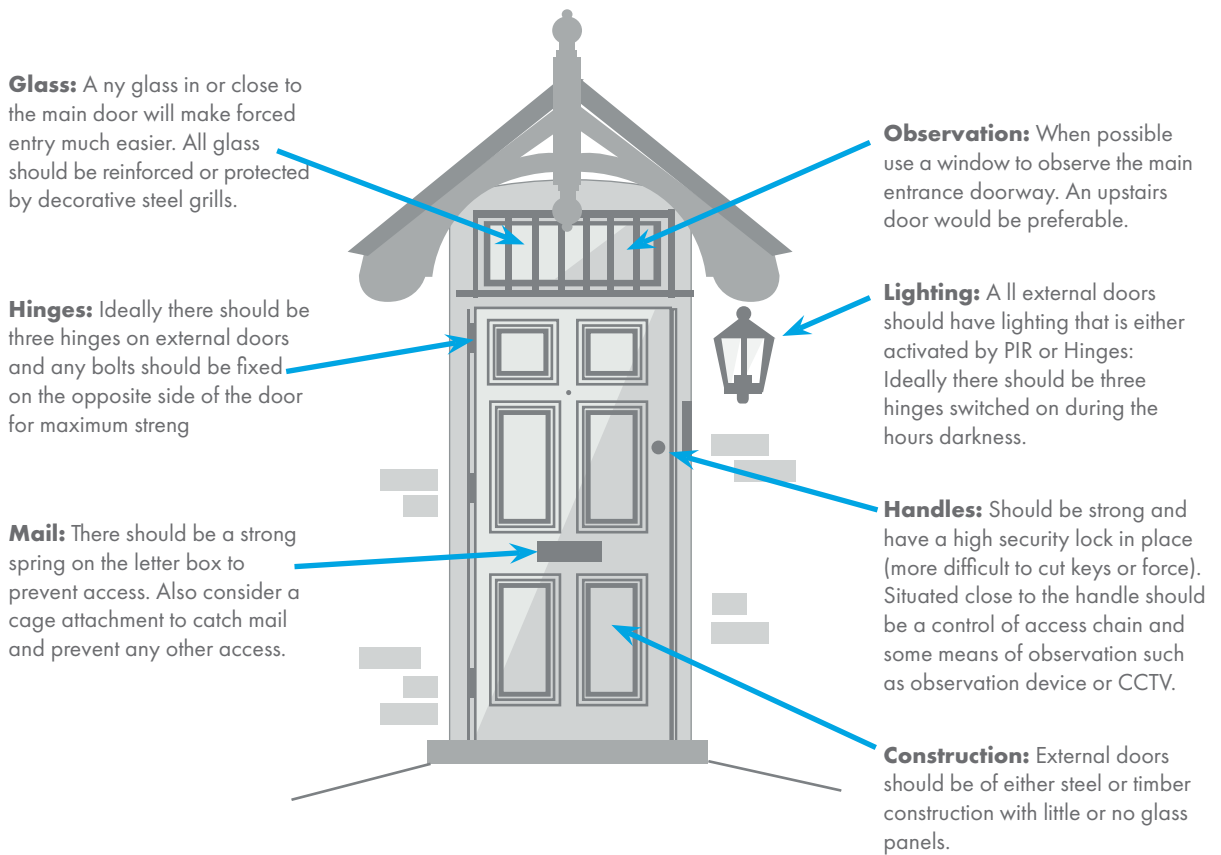 Glass: A ny glass in or close to
the main door will make forced
entry much easier. All glass
should be reinforced or protected
by decorative steel grills.
Hinges: Ideally there should be
three hinges on external doors
and any bolts should be fixed
on the opposite side of the door
for maximum streng
Mail: There should be a strong
spring on the letter box to
prevent access. Also consider a
cage attachment to catch mail
and prevent any other access.
Observation: When possible
use a window to observe the main
entrance doorway. An upstairs
door would be preferable.
Lighting: A ll external doors
should have lighting that is either
activated by PIR or Hinges:
Ideally there should be three
hinges switched on during the
hours darkness.
Handles: Should be strong and
have a high security lock in place
(more difficult to cut keys or force).
Situated close to the handle should
be a control of access chain and
some means of observation such
as observation device or CCTV.
Construction: External doors
should be of either steel or timber
construction with little or no glass
panels.